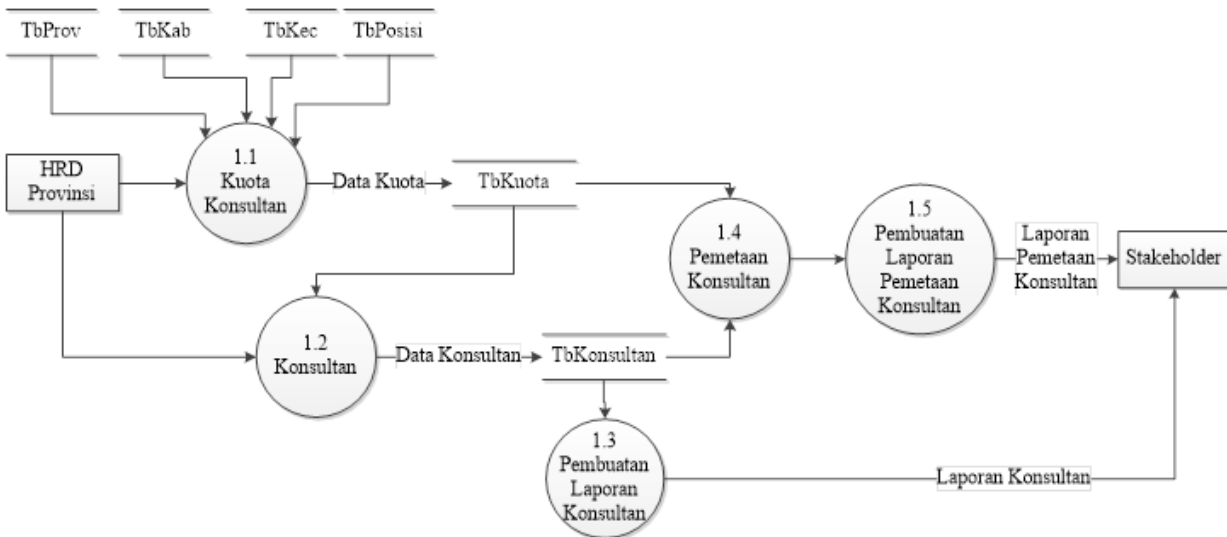 TbProv
TbKab
TbKec
TbPosisi
HRD
Provinsi
1.1
Kuota
Konsultan
Data Kuota
TbKuota
1.4
Pemetaan
Konsultan
1.5
Pembuatan
Laporan
Pemetaan
Konsultan
Laporan
Pemetaan
Konsultan
Stakeholder
1.2
Konsultan
Data Konsultan
TbKonsultan
1.3
Pembuatan
Laporan
Konsultan
Laporan Konsultan